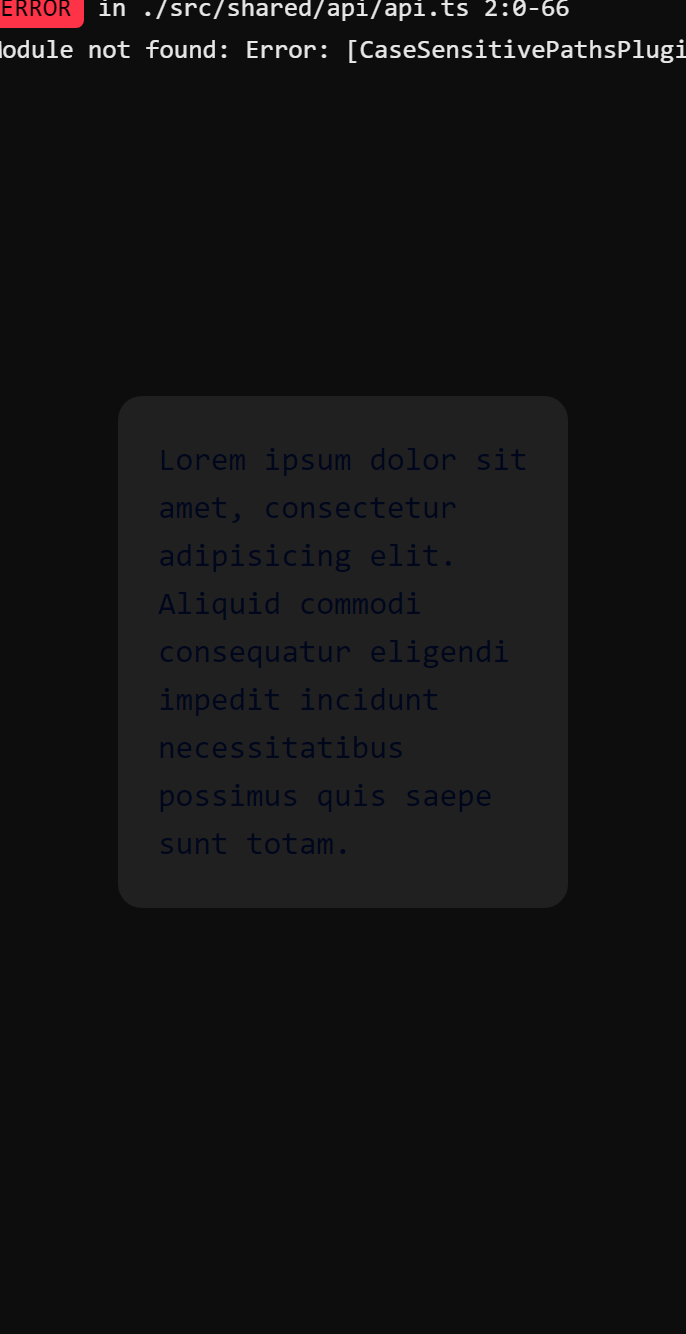 ERROR in ./src/shared/api/api.ts 2:0-66
Module not found: Error: [CaseSensitivePathsPlugi
Lorem ipsum dolor sit
amet, consectetur
adipisicing elit.
Aliquid commodi
consequatur eligendi
impedit incidunt
necessitatibus
possimus quis saepe
sunt totam.